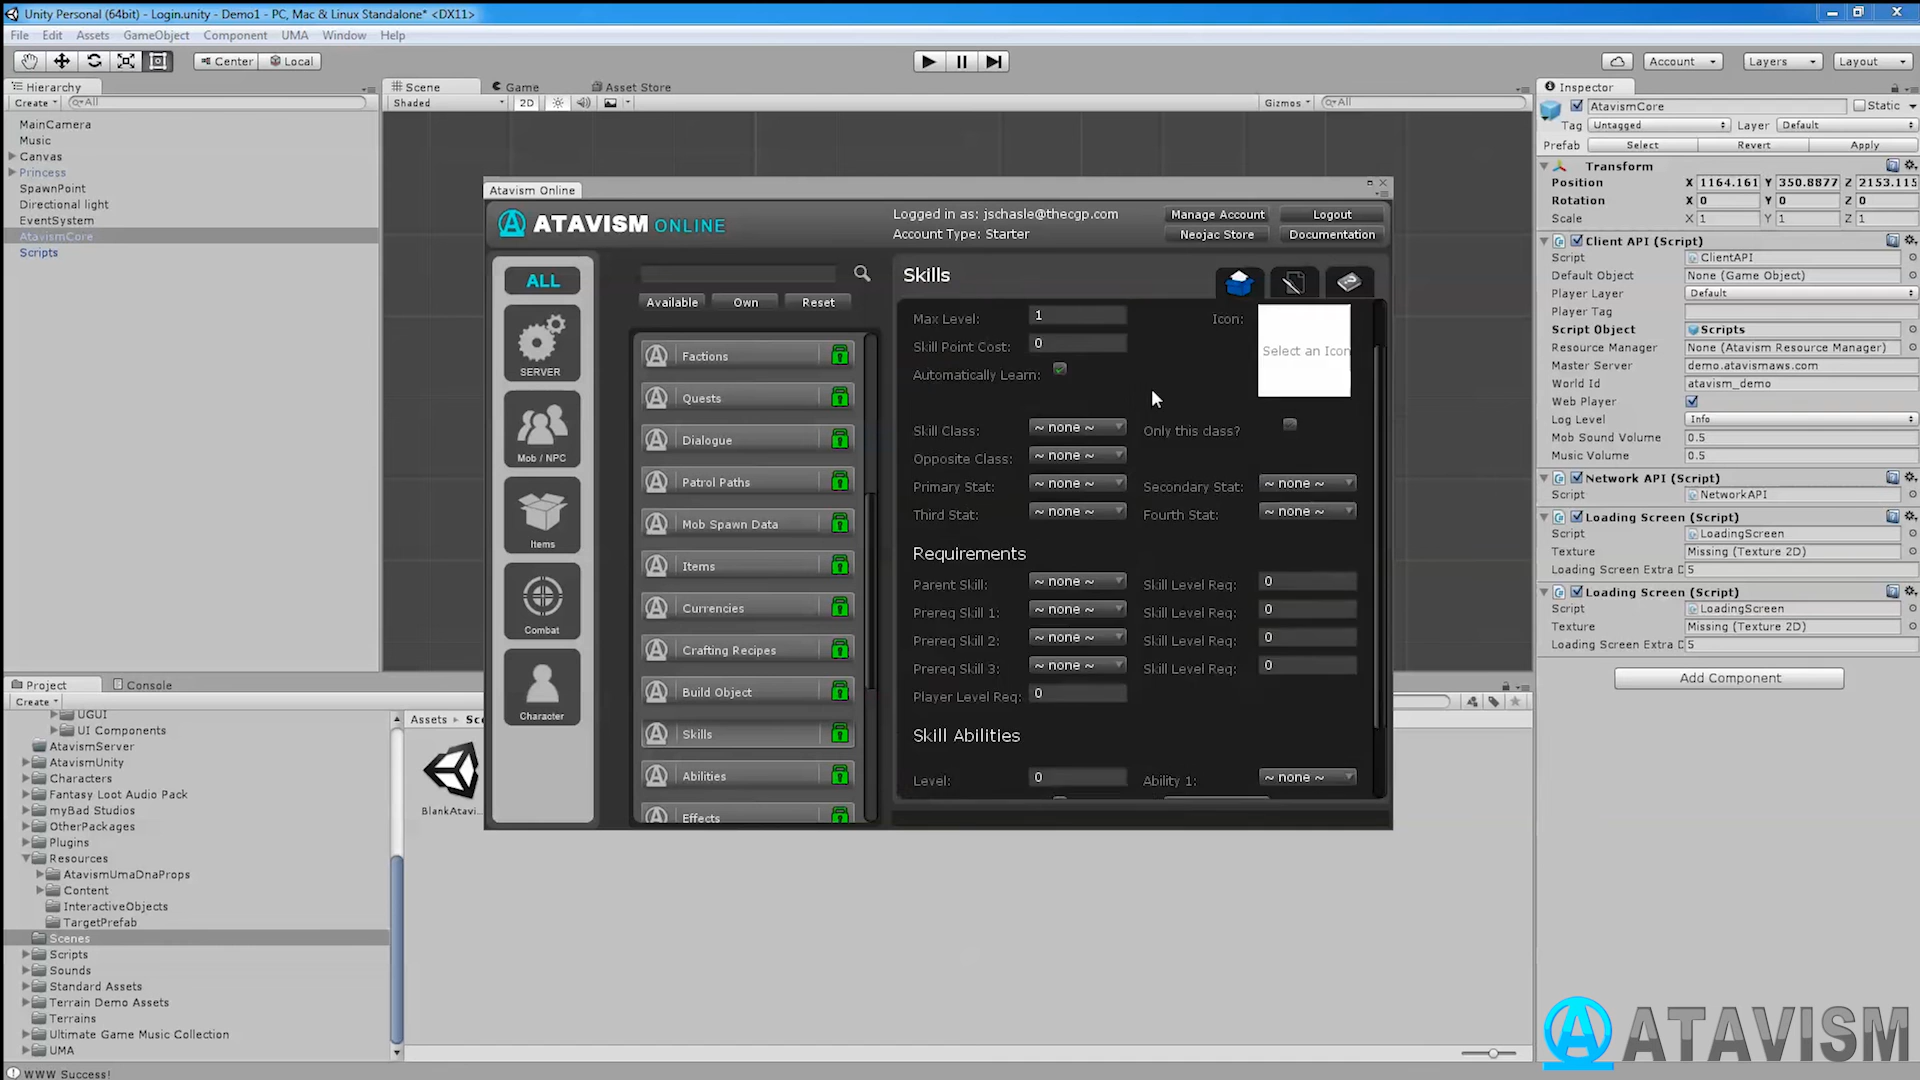 Unity Personal (64bit) - Login.unity - Demo1 - PC, Mac & Linux Standalone* <DX11>
File Edit Assets GameObject Component UMA Window Help
Center Local Account Layers Layout
Hierarchy
Create All
MainCamera
Music
Canvas
Princess
SpawnPoint
Directional light
EventSystem
AtavismCore
Scripts
Scene Game Asset Store
Shaded 2D Gizmos All
Atavism Online
ATAVISM ONLINE
Logged in as: jschasle@thecgp.com
Account Type: Starter
Manage Account Logout
Neojac Store Documentation
ALL
SERVER
Mob / NPC
Items
Combat
Character
Available Own Reset
Factions
Quests
Dialogue
Patrol Paths
Mob Spawn Data
Items
Currencies
Crafting Recipes
Build Object
Skills
Abilities
Effects
Skills
Max Level: 1 Icon:
Select an Icon
Skill Point Cost: 0
Automatically Learn:
Skill Class: ~ none ~ Only this class?
Opposite Class: ~ none ~
Primary Stat: ~ none ~ Secondary Stat: ~ none ~
Third Stat: ~ none ~ Fourth Stat: ~ none ~
Requirements
Parent Skill: ~ none ~ Skill Level Req: 0
Prereq Skill 1: ~ none ~ Skill Level Req: 0
Prereq Skill 2: ~ none ~ Skill Level Req: 0
Prereq Skill 3: ~ none ~ Skill Level Req: 0
Player Level Req: 0
Skill Abilities
Level: 0 Ability 1: ~ none ~
Inspector
AtavismCore Static
Tag Untagged Layer Default
Prefab Select Revert Apply
Transform
Position X 1164.161 Y 350.8877 Z 2153.115
Rotation X 0 Y 0 Z 0
Scale X 1 Y 1 Z 1
Client API (Script)
Script ClientAPI
Default Object None (Game Object)
Player Layer Default
Player Tag
Script Object Scripts
Resource Manager None (Atavism Resource Manager)
Master Server demo.atavismaws.com
World Id atavism_demo
Web Player
Log Level Info
Mob Sound Volume 0.5
Music Volume 0.5
Network API (Script)
Script NetworkAPI
Loading Screen (Script)
Script LoadingScreen
Texture Missing (Texture 2D)
Loading Screen Extra D 5
Loading Screen (Script)
Script LoadingScreen
Texture Missing (Texture 2D)
Loading Screen Extra D 5
Add Component
Project Console
Create
UGUI
UI Components
AtavismServer
AtavismUnity
Characters
Fantasy Loot Audio Pack
myBad Studios
OtherPackages
Plugins
Resources
AtavismUmaDnaProps
Content
InteractiveObjects
TargetPrefab
Scenes
Scripts
Sounds
Standard Assets
Terrain Demo Assets
Terrains
Ultimate Game Music Collection
UMA
Assets Sce
BlankAtavi...
WWW Success!
ATAVISM